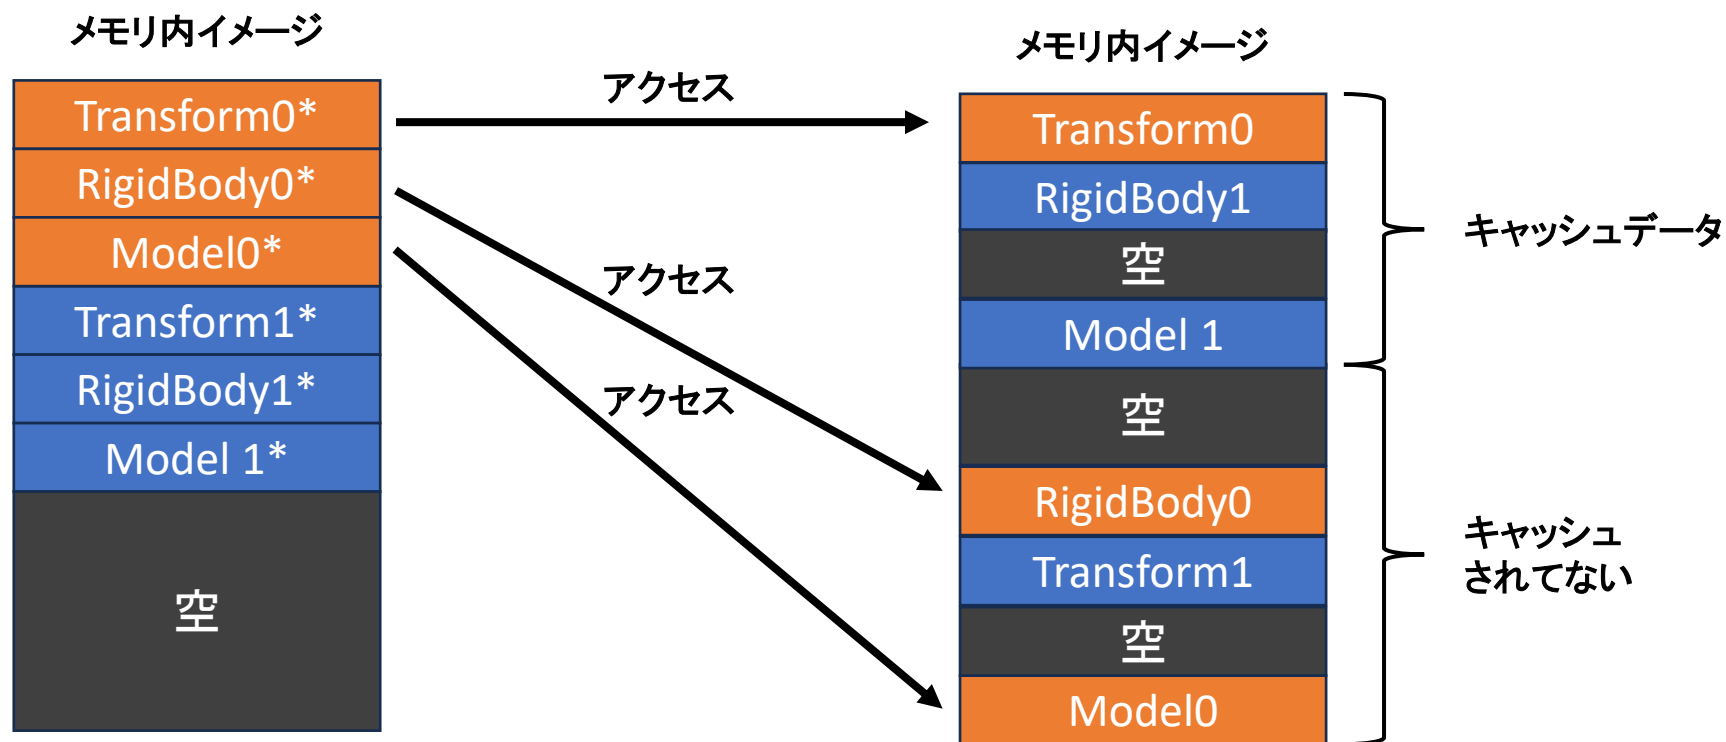 メモリ内イメージ
Transform0*
RigidBody0*
Model0*
Transform1*
RigidBody1*
Model 1*
空
アクセス
アクセス
アクセス
メモリ内イメージ
Transform0
RigidBody1
空
Model 1
空
RigidBody0
Transform1
空
Model0
キャッシュデータ
キャッシュ
されてない